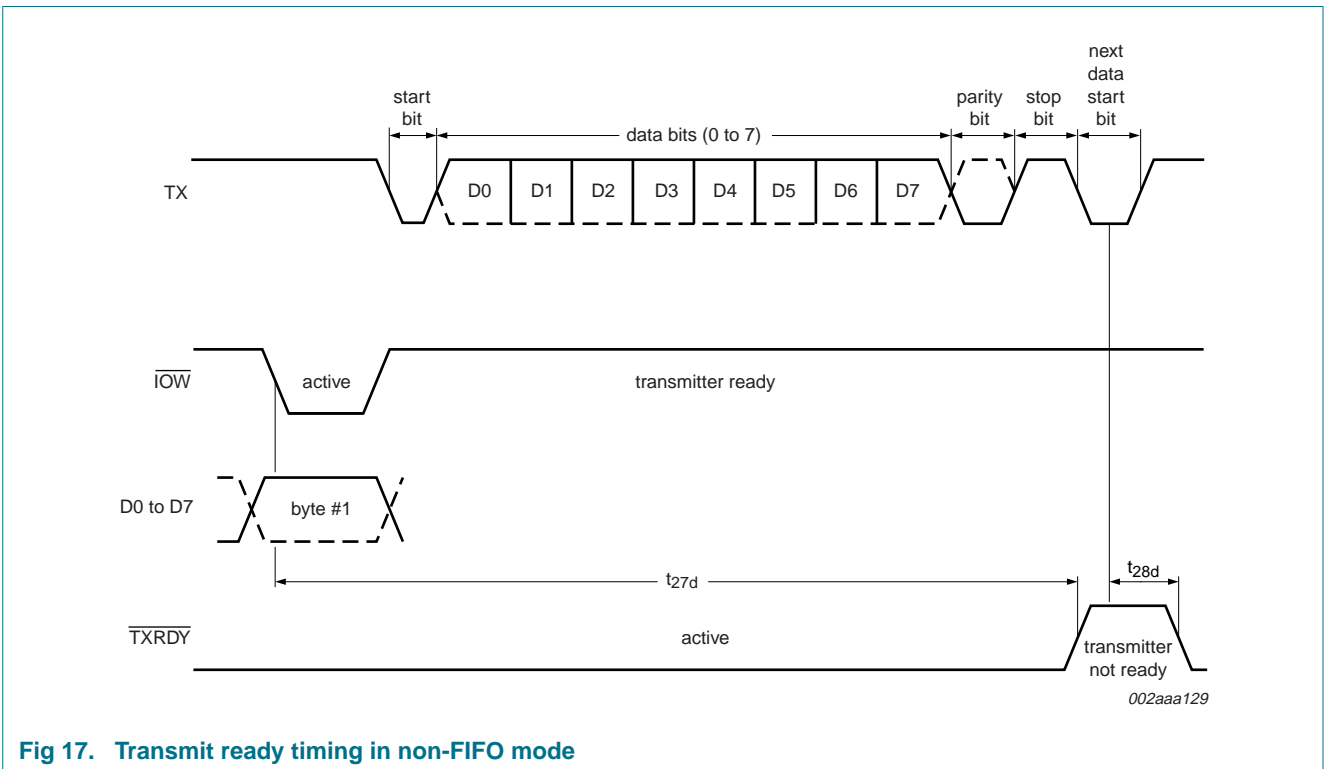 next
data
start
bit
start
bit
parity
bit
stop
bit
data bits (0 to 7)
TX
D0 D1 D2 D3 D4 D5 D6 D7
IOW
active
transmitter ready
D0 to D7
byte #1
t27d
t28d
TXRDY
active
transmitter
not ready
002aaa129
Fig 17. Transmit ready timing in non-FIFO mode